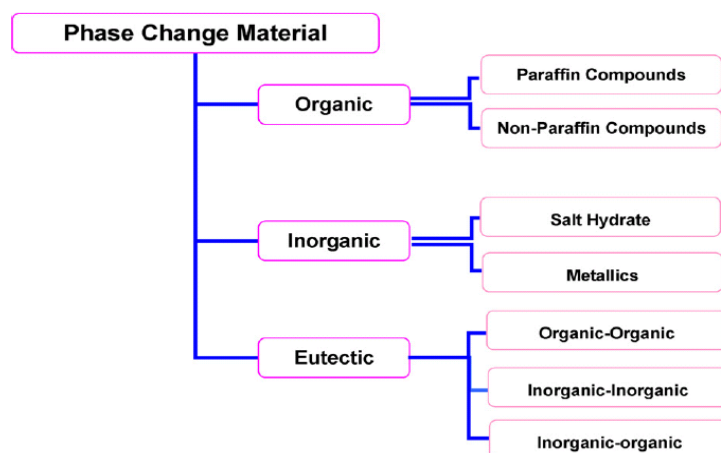 Phase Change Material
Organic
Paraffin Compounds
Non-Paraffin Compounds
Inorganic
Salt Hydrate
Metallics
Eutectic
Organic-Organic
Inorganic-Inorganic
Inorganic-organic